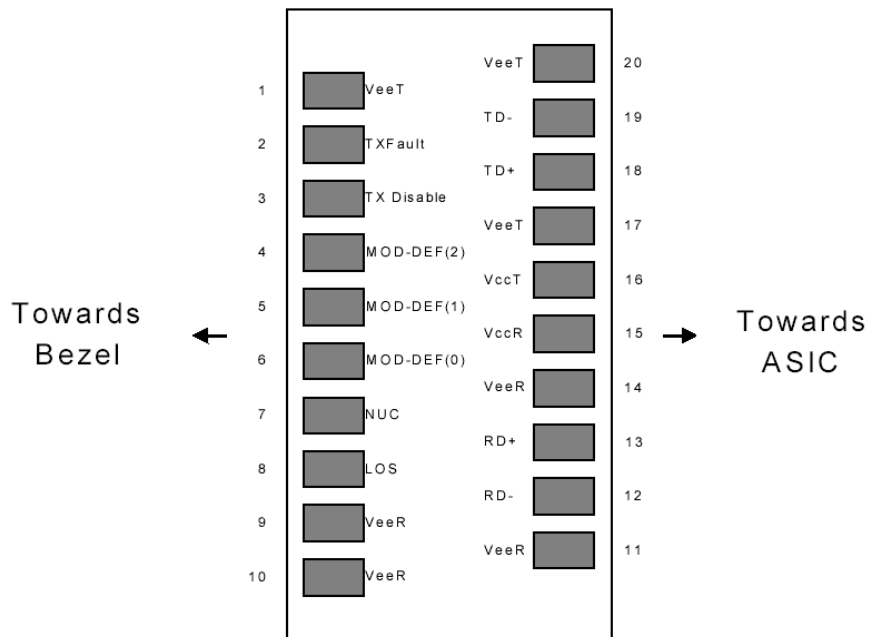 VeeT 20
1 VeeT
TD- 19
2 TXFault
TD+ 18
3 TX Disable
VeeT 17
4 MOD-DEF(2)
VccT 16
5 MOD-DEF(1)
Towards
Bezel
VccR 15
Towards
ASIC
6 MOD-DEF(0)
VeeR 14
7 NUC
RD+ 13
8 LOS
RD- 12
9 VeeR
VeeR 11
10 VeeR